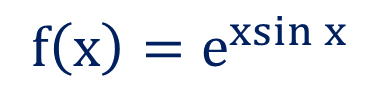 f(x) = e^{xsin x}